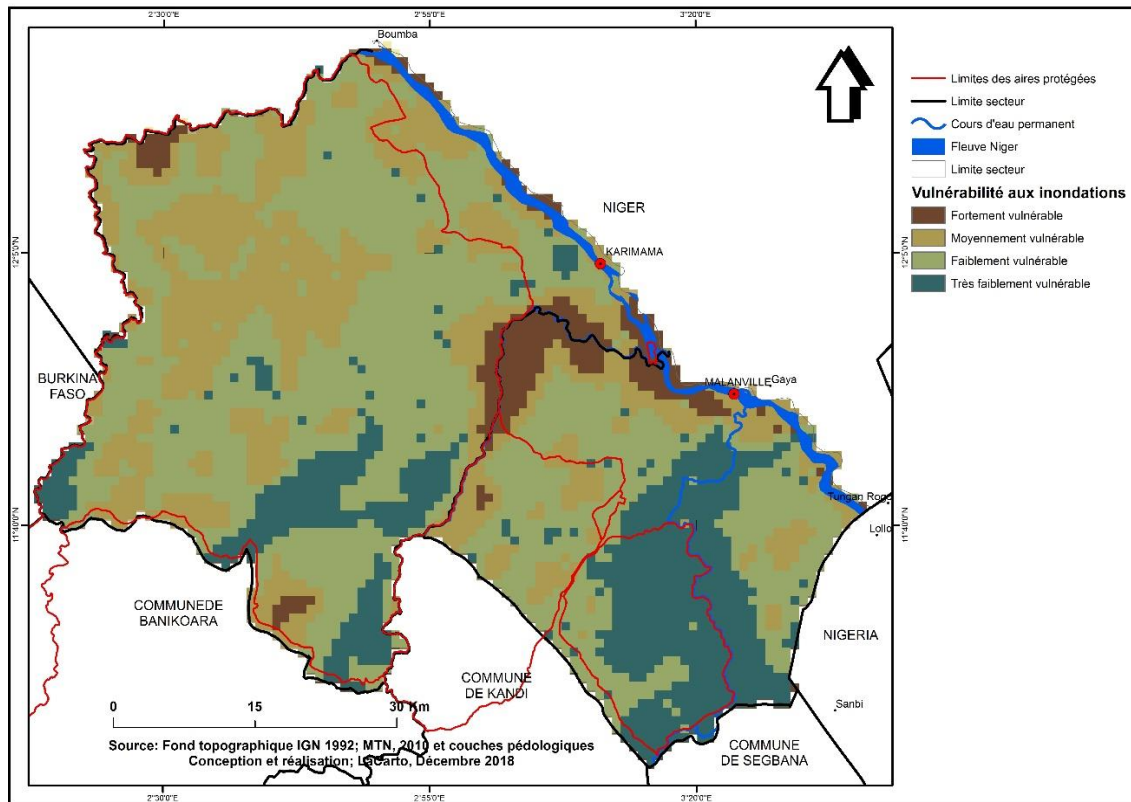 2°30'0"E
2°55'0"E
3°20'0"E
Boumba
NIGER
12°5'0"N
KARIMAMA
12°5'0"N
BURKINA
FASO
MALANVILLE
Gaya
Tungan Rogo
11°40'0"N
Lollo
11°40'0"N
COMMUNEDE
BANIKOARA
NIGERIA
COMMUNE
DE KANDI
Sanbi
0
15
30 Km
COMMUNE
DE SEGBANA
Source: Fond topographique IGN 1992; MTN, 2010 et couches pédologiques
Conception et réalisation; LaCarto, Décembre 2018
2°30'0"E
2°55'0"E
3°20'0"E
Limites des aires protégées
Limite secteur
Cours d'eau permanent
Fleuve Niger
Limite secteur
Vulnérabilité aux inondations
Fortement vulnérable
Moyennement vulnérable
Faiblement vulnérable
Très faiblement vulnérable